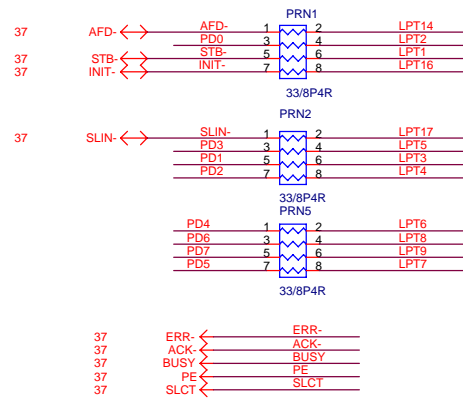 PRN1
37 AFD- AFD- 1 2 LPT14
PD0 3 4 LPT2
37 STB- STB- 5 6 LPT1
37 INIT- INIT- 7 8 LPT16
33/8P4R
PRN2
37 SLIN- SLIN- 1 2 LPT17
PD3 3 4 LPT5
PD1 5 6 LPT3
PD2 7 8 LPT4
33/8P4R
PRN5
PD4 1 2 LPT6
PD6 3 4 LPT8
PD7 5 6 LPT9
PD5 7 8 LPT7
33/8P4R
37 ERR- ERR-
37 ACK- ACK-
37 BUSY BUSY
37 PE PE
37 SLCT SLCT